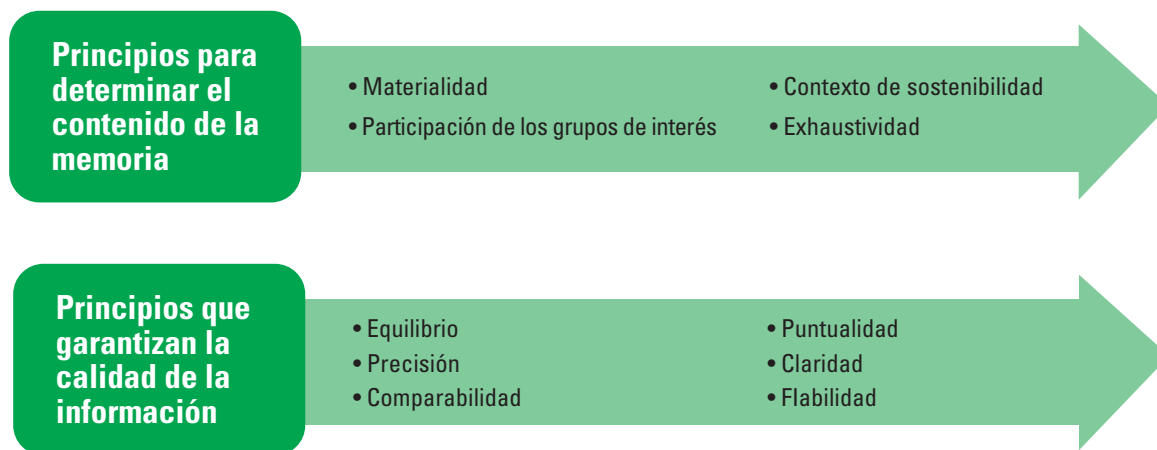 Principios para
determinar el
contenido de la
memoria
• Materialidad
• Participación de los grupos de interés
• Contexto de sostenibilidad
• Exhaustividad
Principios que
garantizan la
calidad de la
información
• Equilibrio
• Precisión
• Comparabilidad
• Puntualidad
• Claridad
• Flabilidad